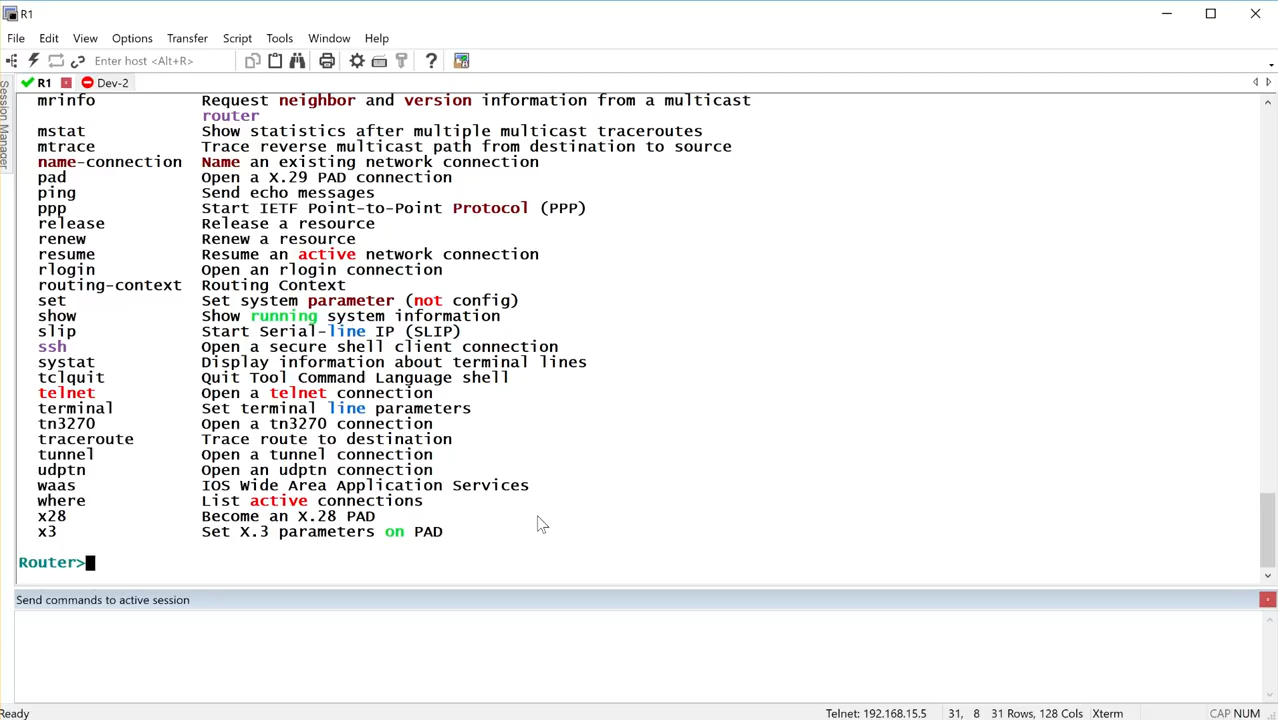 R1
File Edit View Options Transfer Script Tools Window Help
Enter host <Alt+R>
R1 Dev-2
Session Manager
mrinfo Request neighbor and version information from a multicast
router
mstat Show statistics after multiple multicast traceroutes
mtrace Trace reverse multicast path from destination to source
name-connection Name an existing network connection
pad Open a X.29 PAD connection
ping Send echo messages
ppp Start IETF Point-to-Point Protocol (PPP)
release Release a resource
renew Renew a resource
resume Resume an active network connection
rlogin Open an rlogin connection
routing-context Routing Context
set Set system parameter (not config)
show Show running system information
slip Start Serial-line IP (SLIP)
ssh Open a secure shell client connection
systat Display information about terminal lines
tclquit Quit Tool Command Language shell
telnet Open a telnet connection
terminal Set terminal line parameters
tn3270 Open a tn3270 connection
traceroute Trace route to destination
tunnel Open a tunnel connection
udptn Open an udptn connection
waas IOS Wide Area Application Services
where List active connections
x28 Become an X.28 PAD
x3 Set X.3 parameters on PAD
Router>
Send commands to active session
Ready Telnet: 192.168.15.5 31, 8 31 Rows, 128 Cols Xterm CAP NUM